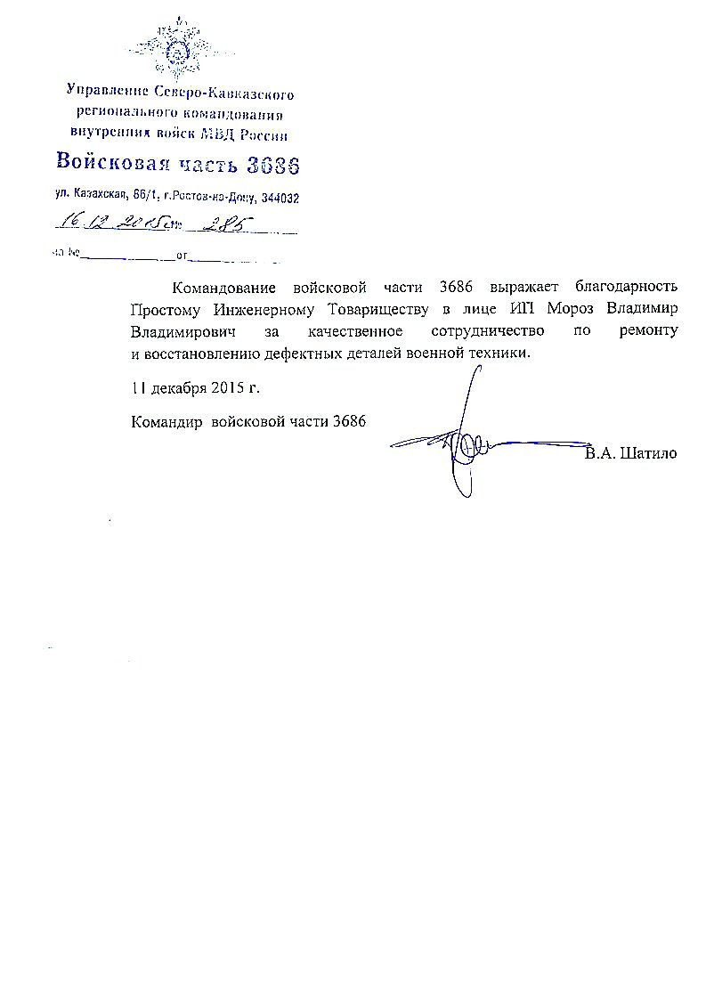 Управление Северо-Кавказского
регионального командования
внутренних войск МВД России
Войсковая часть 3686
ул. Казахская, 86/1, г.Ростов-на-Дону, 344032
16.12 2015 № 285
на № от
Командование войсковой части 3686 выражает благодарность
Простому Инженерному Товариществу в лице ИП Мороз Владимир
Владимирович за качественное сотрудничество по ремонту
и восстановлению дефектных деталей военной техники.
11 декабря 2015 г.
Командир войсковой части 3686
В.А. Шатило